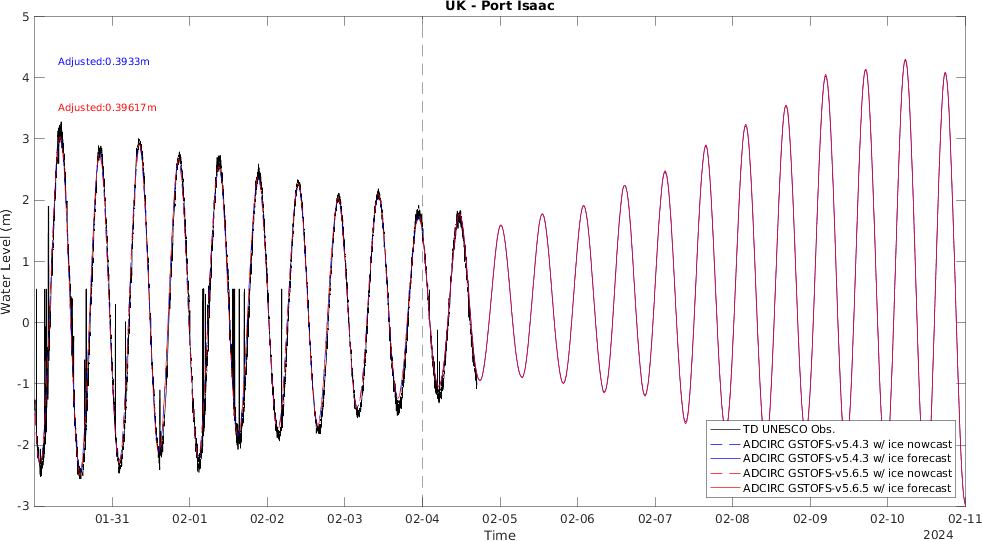 UK - Port Isaac
5
4
3
2
1
0
-1
-2
-3
Water Level (m)
Adjusted:0.3933m
Adjusted:0.39617m
TD UNESCO Obs.
ADCIRC GSTOFS-v5.4.3 w/ ice nowcast
ADCIRC GSTOFS-v5.4.3 w/ ice forecast
ADCIRC GSTOFS-v5.6.5 w/ ice nowcast
ADCIRC GSTOFS-v5.6.5 w/ ice forecast
01-31 02-01 02-02 02-03 02-04 02-05 02-06 02-07 02-08 02-09 02-10 02-11
Time
2024